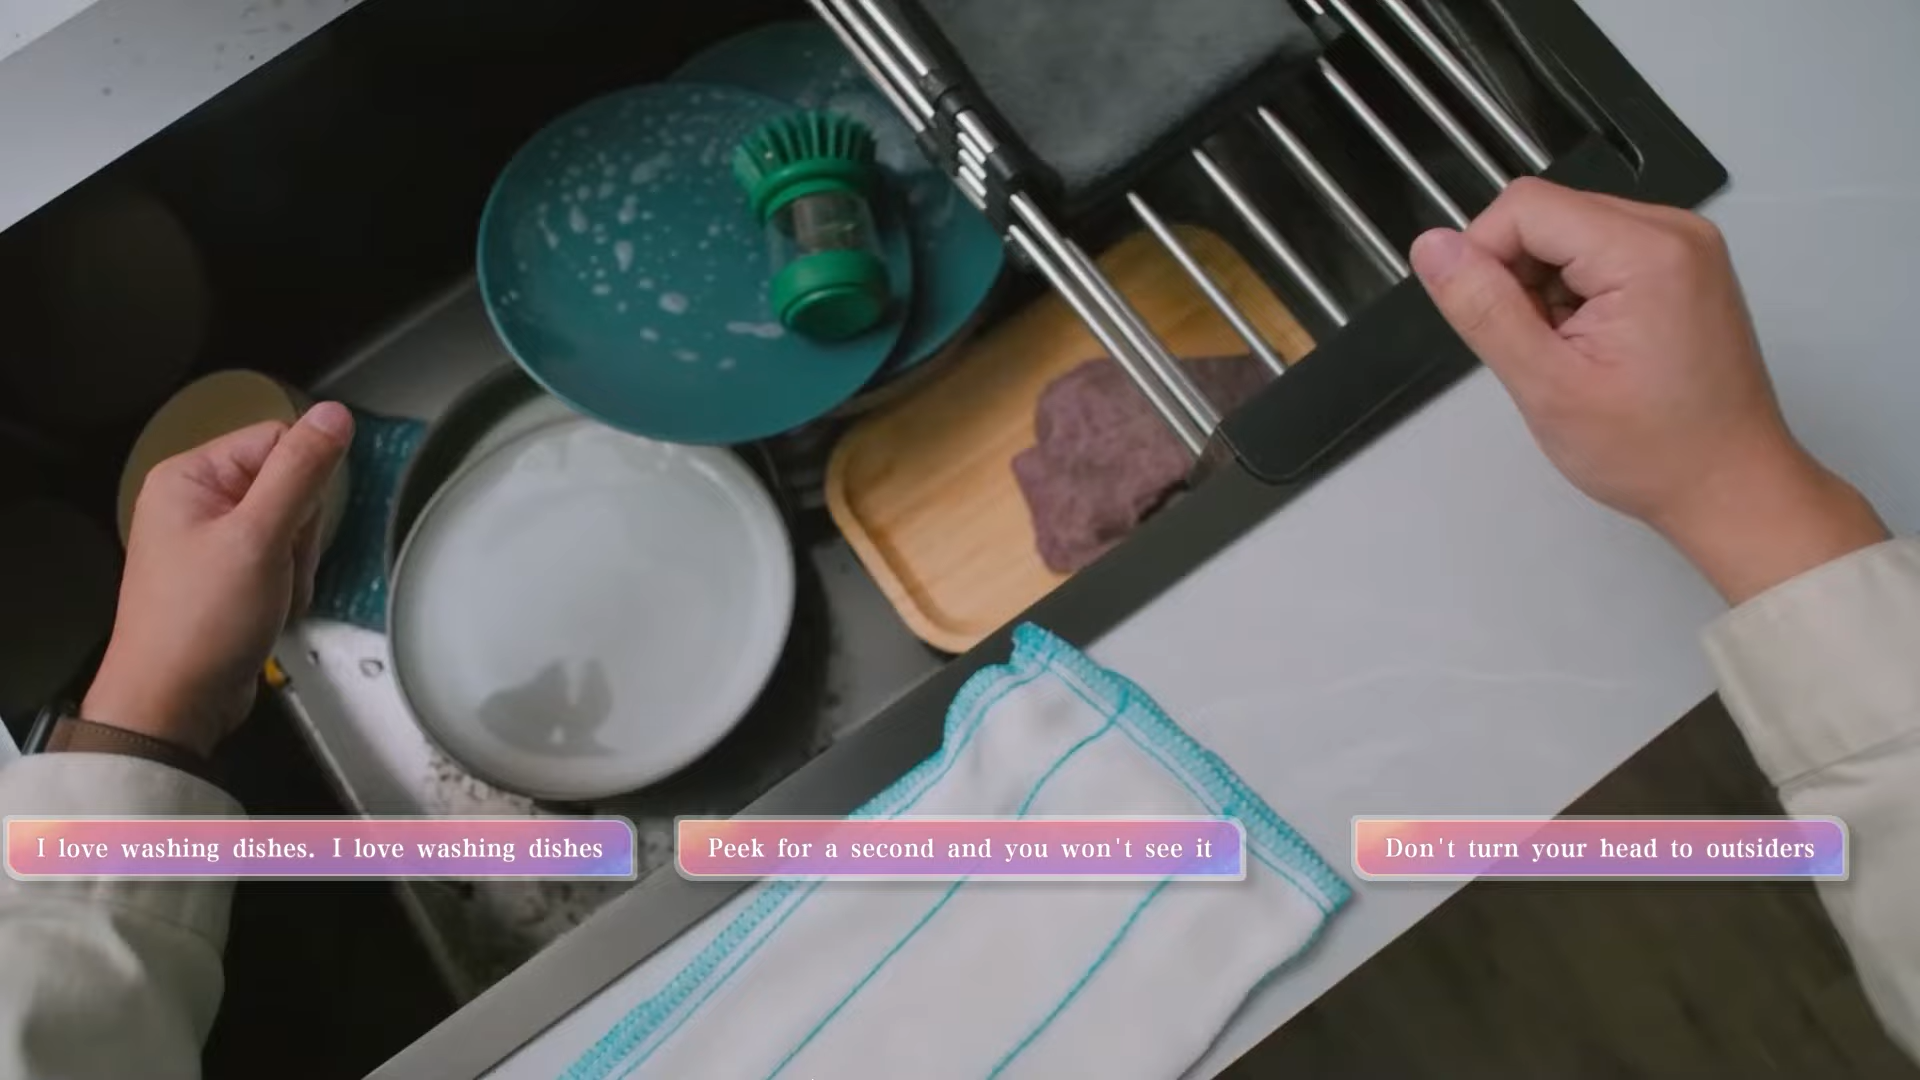 I love washing dishes. I love washing dishes
Peek for a second and you won't see it
Don't turn your head to outsiders